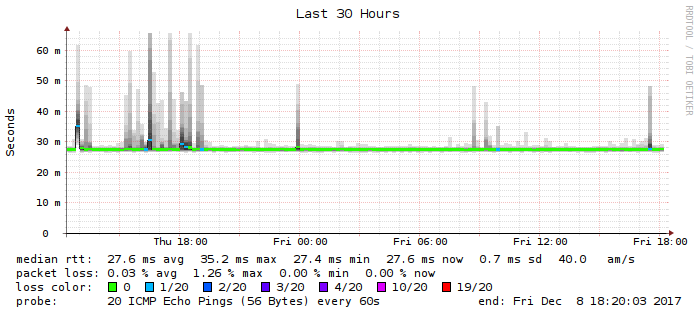 Last 30 Hours
RRDTOOL / TOBI OETIKER
Seconds
60 m
50 m
40 m
30 m
20 m
10 m
0
Thu 18:00 Fri 00:00 Fri 06:00 Fri 12:00 Fri 18:00
median rtt: 27.6 ms avg 35.2 ms max 27.4 ms min 27.6 ms now 0.7 ms sd 40.0 am/s
packet loss: 0.03 % avg 1.26 % max 0.00 % min 0.00 % now
loss color: 0 1/20 2/20 3/20 4/20 10/20 19/20
probe: 20 ICMP Echo Pings (56 Bytes) every 60s end: Fri Dec 8 18:20:03 2017